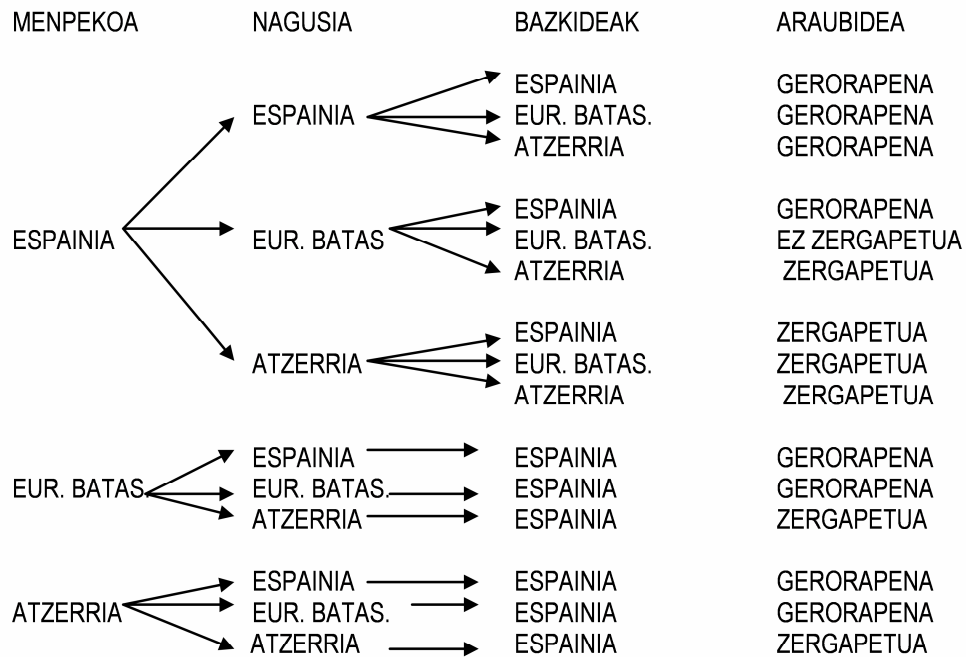 MENPEKOA NAGUSIA BAZKIDEAK ARAUBIDEA
ESPAINIA GERORAPENA
ESPAINIA EUR. BATAS. GERORAPENA
ATZERRIA GERORAPENA
ESPAINIA GERORAPENA
ESPAINIA EUR. BATAS EUR. BATAS. EZ ZERGAPETUA
ATZERRIA ZERGAPETUA
ESPAINIA ZERGAPETUA
ATZERRIA EUR. BATAS. ZERGAPETUA
ATZERRIA ZERGAPETUA
ESPAINIA ESPAINIA GERORAPENA
EUR. BATAS. EUR. BATAS. ESPAINIA GERORAPENA
ATZERRIA ESPAINIA ZERGAPETUA
ESPAINIA ESPAINIA GERORAPENA
ATZERRIA EUR. BATAS. ESPAINIA GERORAPENA
ATZERRIA ESPAINIA ZERGAPETUA